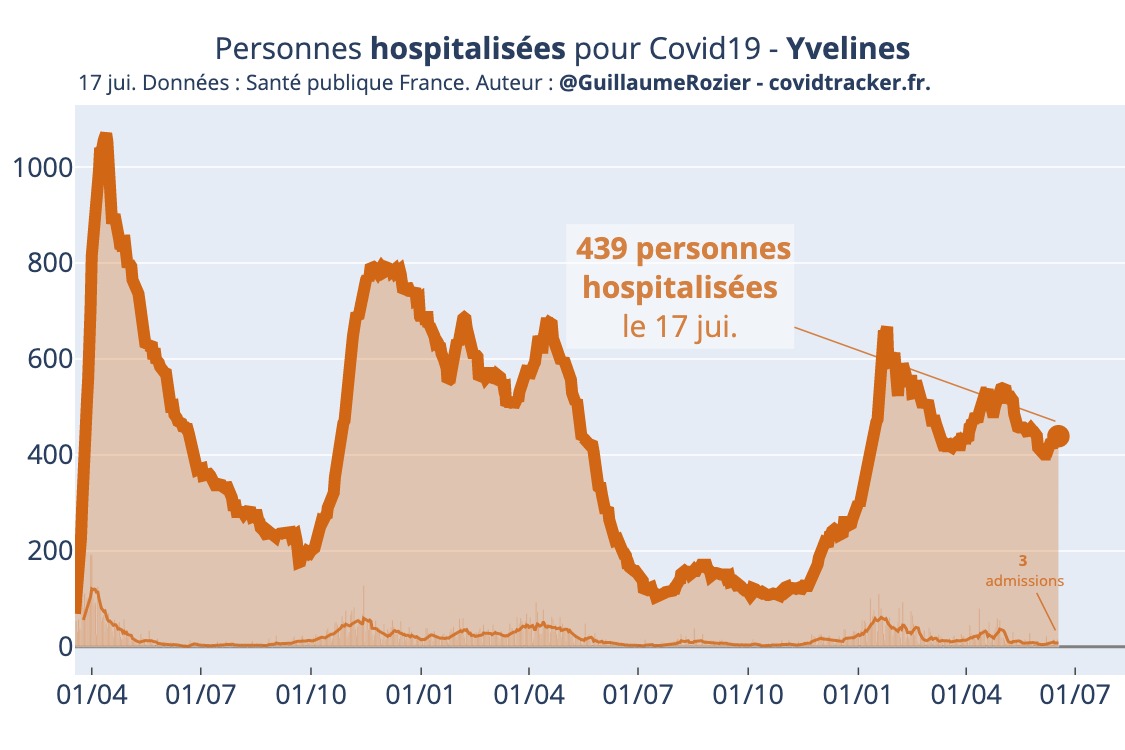 Personnes hospitalisées pour Covid19 - Yvelines
17 jui. Données : Santé publique France. Auteur : @GuillaumeRozier - covidtracker.fr.
1000
800
600
400
200
0
439 personnes
hospitalisées
le 17 jui.
3
admissions
01/04 01/07 01/10 01/01 01/04 01/07 01/10 01/01 01/04 01/07